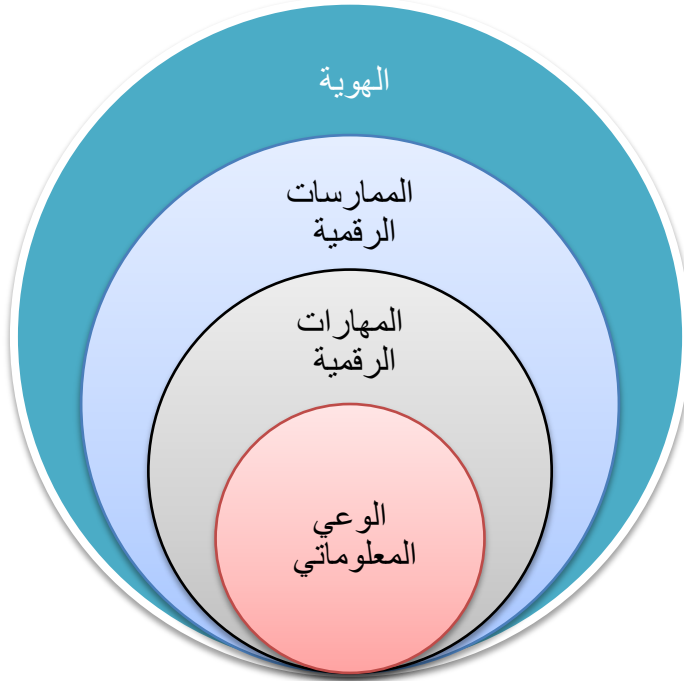 الهوية
الممارسات
الرقمية
المهارات
الرقمية
الوعي
المعلوماتي